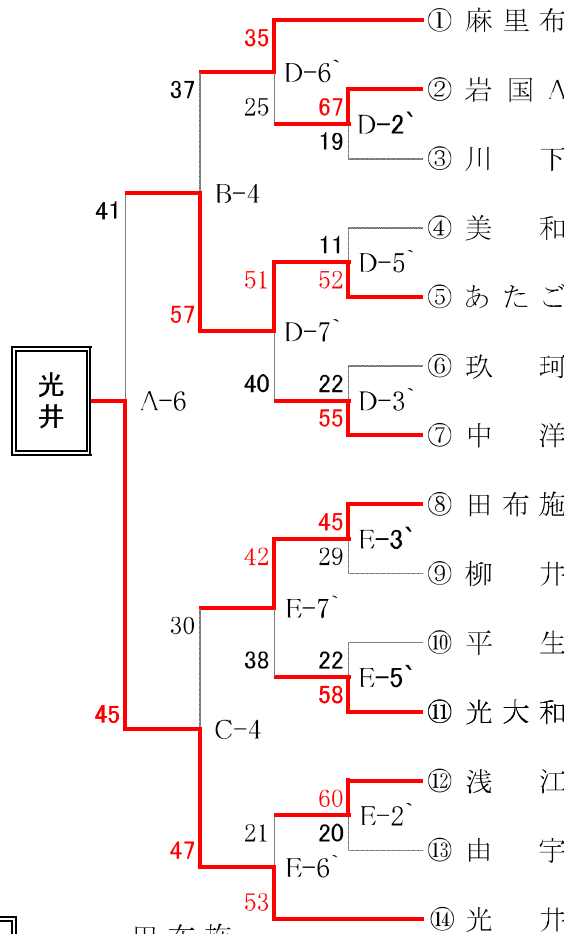 ① 麻里布
35
D-6`
37
25
② 岩国A
67
D-2`
19
③ 川下
B-4
41
④ 美和
11
D-5`
51
52
⑤ あたご
57
D-7`
⑥ 玖珂
光井
A-6
40
22
D-3`
55
⑦ 中洋
⑧ 田布施
45
E-3`
42
29
⑨ 柳井
30
E-7`
⑩ 平生
38
22
E-5`
58
⑪ 光大和
45
C-4
⑫ 浅江
60
E-2`
21
20
⑬ 由宇
47
E-6`
53
⑭ 光井